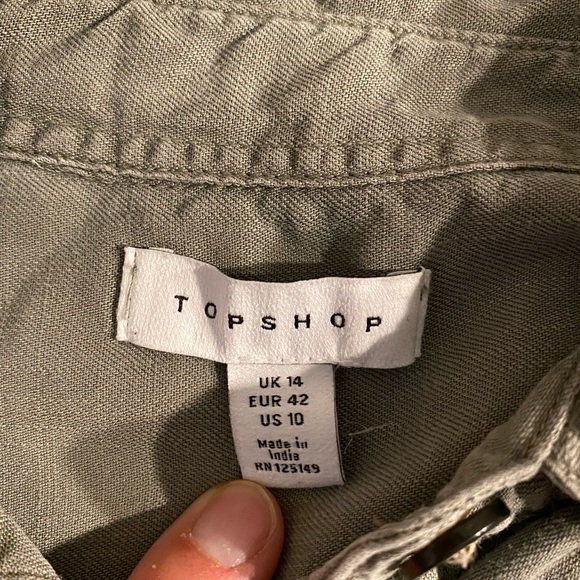 TOPSHOP
UK 14
EUR 42
US 10
Made in
India
RN 125149